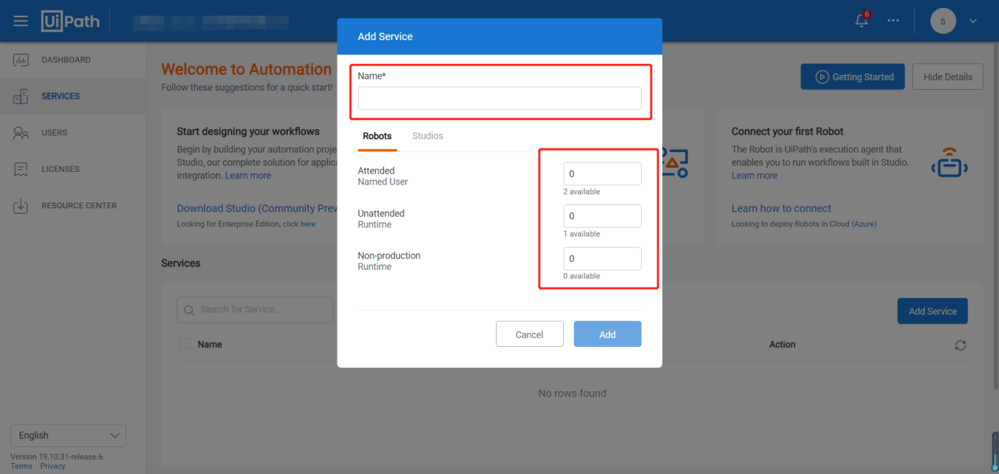 UiPath
6
S
DASHBOARD
SERVICES
USERS
LICENSES
RESOURCE CENTER
English
Version 19.10.31-release.6
Terms Privacy
Welcome to Automation
Follow these suggestions for a quick start!
Getting Started
Hide Details
Start designing your workflows
Begin by building your automation proje
Studio, our complete solution for applica
integration. Learn more
Download Studio (Community Prev
Looking for Enterprise Edition, click here
Connect your first Robot
The Robot is UiPath's execution agent that
enables you to run workflows built in Studio.
Learn more
Learn how to connect
Looking to deploy Robots in Cloud (Azure)
Services
Search for Service...
Add Service
Name
Action
No rows found
Add Service
Name*
Robots Studios
Attended
Named User
0
2 available
Unattended
Runtime
0
1 available
Non-production
Runtime
0
0 available
Cancel
Add